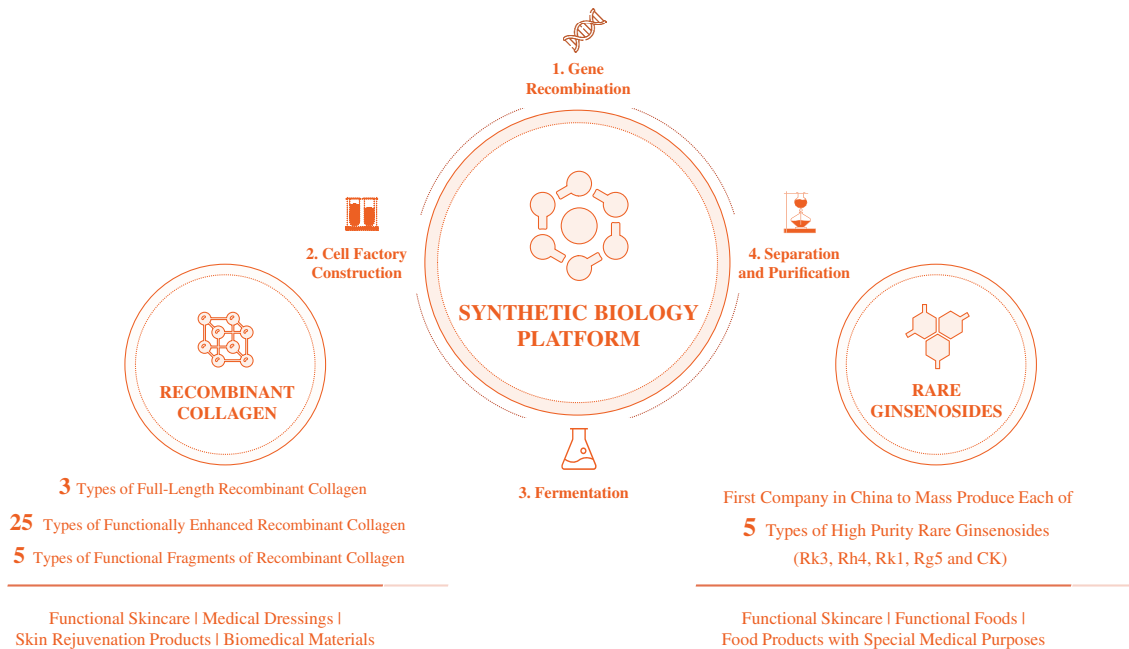 1. Gene
Recombination
2. Cell Factory
Construction
4. Separation
and Purification
SYNTHETIC BIOLOGY
PLATFORM
3. Fermentation
RECOMBINANT
COLLAGEN
3 Types of Full-Length Recombinant Collagen
25 Types of Functionally Enhanced Recombinant Collagen
5 Types of Functional Fragments of Recombinant Collagen
Functional Skincare | Medical Dressings |
Skin Rejuvenation Products | Biomedical Materials
RARE
GINSENOSIDES
First Company in China to Mass Produce Each of
5 Types of High Purity Rare Ginsenosides
(Rk3, Rh4, Rk1, Rg5 and CK)
Functional Skincare | Functional Foods |
Food Products with Special Medical Purposes